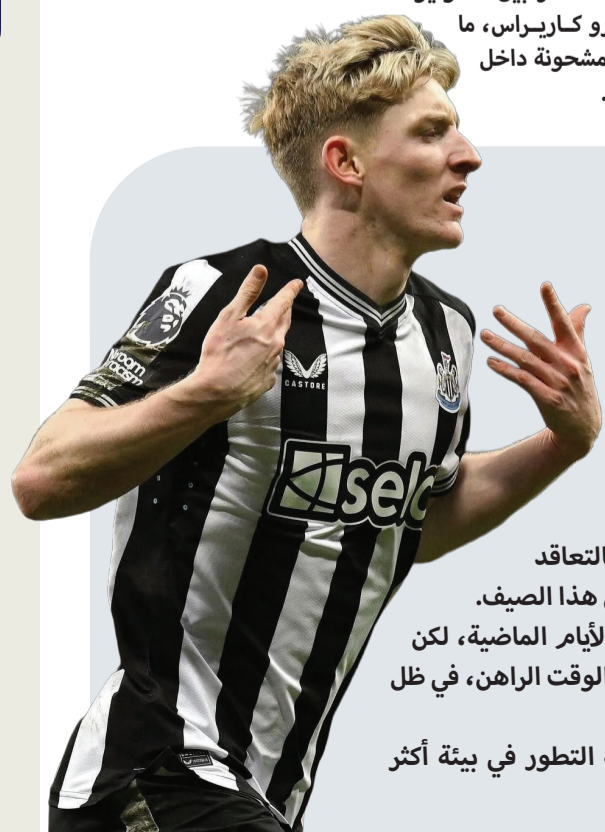 رو كـاريـراس، ما
مشحونة داخل
.
CASTORE
sela
بالتعاقد
هذا الصيف.
لأيام الماضية، لكن
الوقت الراهن، في ظل
التطور في بيئة أكثر